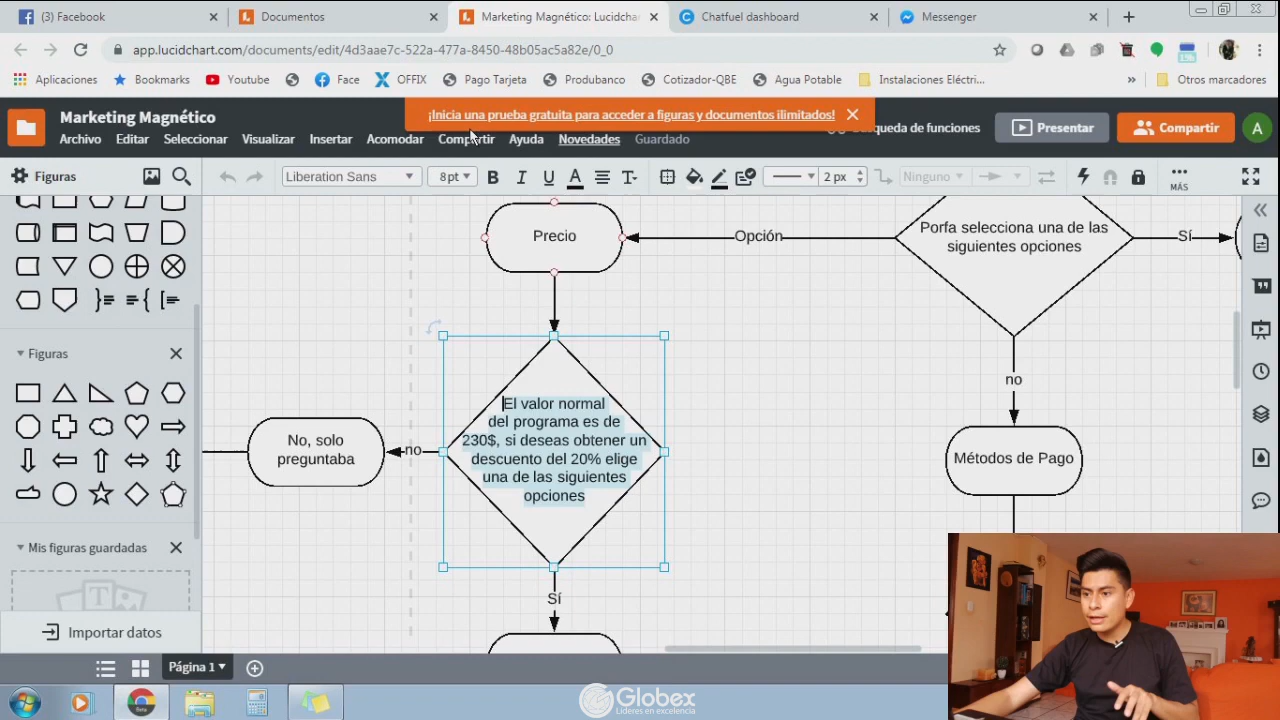 (3) Facebook
Documentos
Marketing Magnético: Lucidchar
Chatfuel dashboard
Messenger
app.lucidchart.com/documents/edit/4d3aae7c-522a-477a-8450-48b05ac5a82e/0_0
Aplicaciones
Bookmarks
Youtube
Face
OFFIX
Pago Tarjeta
Produbanco
Cotizador-QBE
Agua Potable
Instalaciones Eléctri...
Otros marcadores
Marketing Magnético
¡Inicia una prueba gratuita para acceder a figuras y documentos ilimitados!
squeda de funciones
Presentar
Compartir
A
Archivo
Editar
Seleccionar
Visualizar
Insertar
Acomodar
Compartir
Ayuda
Novedades
Guardado
Figuras
Liberation Sans
8pt
2 px
Ninguno
MÁS
Precio
Opción
Porfa selecciona una de las
siguientes opciones
Sí
Figuras
no
El valor normal
del programa es de
230$, si deseas obtener un
descuento del 20% elige
una de las siguientes
opciones
No, solo
preguntaba
no
Métodos de Pago
Mis figuras guardadas
Sí
Importar datos
Página 1
Globex
Líderes en excelencia